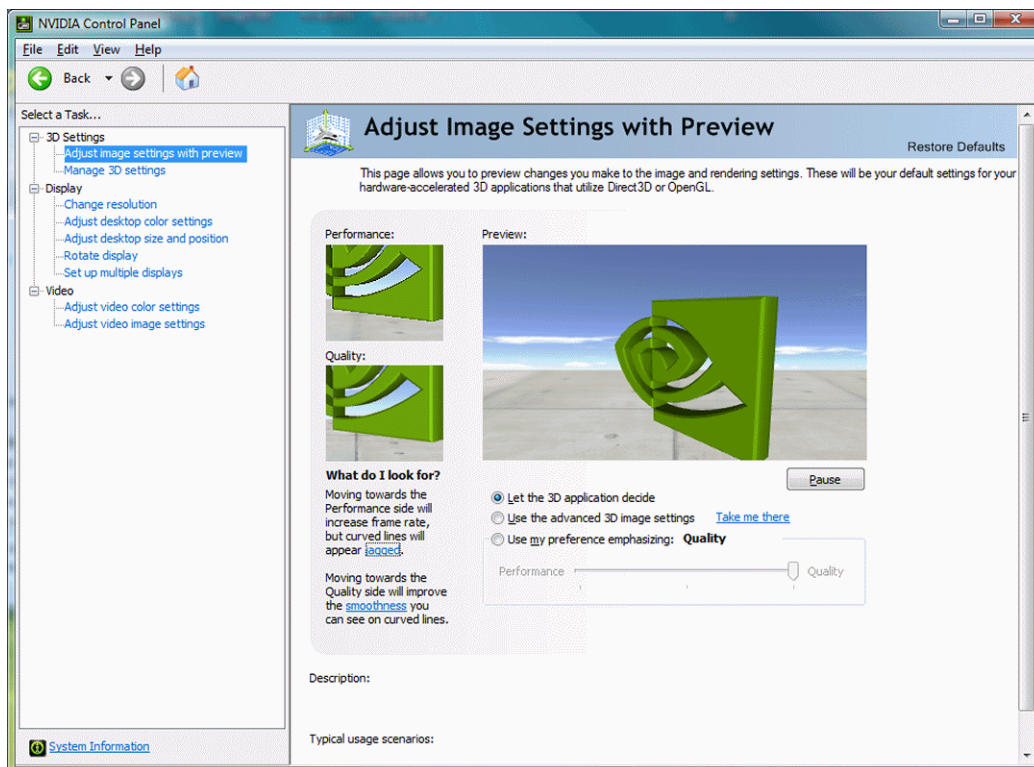 NVIDIA Control Panel
File Edit View Help
Back
Select a Task...
3D Settings
Adjust image settings with preview
Manage 3D settings
Display
Change resolution
Adjust desktop color settings
Adjust desktop size and position
Rotate display
Set up multiple displays
Video
Adjust video color settings
Adjust video image settings
System Information
Adjust Image Settings with Preview
Restore Defaults
This page allows you to preview changes you make to the image and rendering settings. These will be your default settings for your
hardware-accelerated 3D applications that utilize Direct3D or OpenGL.
Performance:
Quality:
What do I look for?
Moving towards the
Performance side will
increase frame rate,
but curved lines will
appear jagged.
Moving towards the
Quality side will improve
the smoothness you
can see on curved lines.
Preview:
Pause
Let the 3D application decide
Use the advanced 3D image settings Take me there
Use my preference emphasizing: Quality
Performance Quality
Description:
Typical usage scenarios: